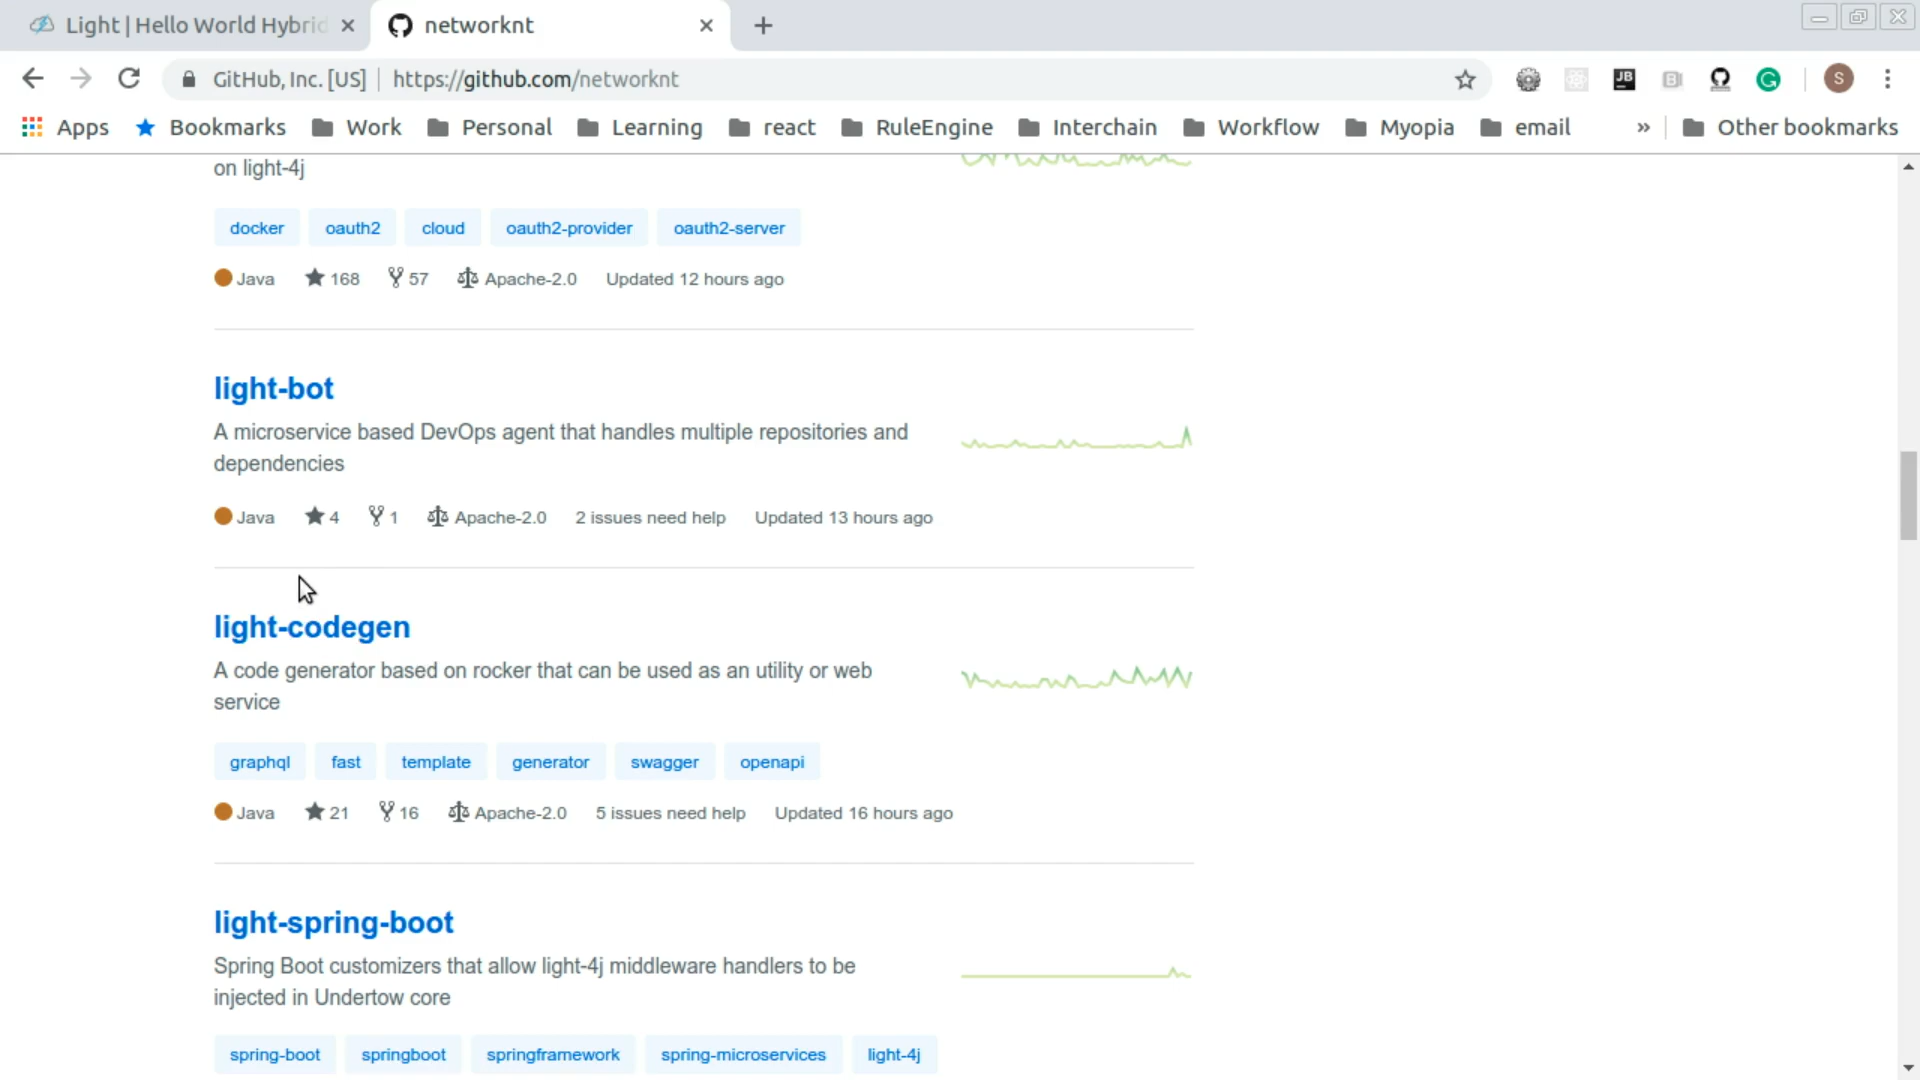 Light | Hello World Hybrid
networknt
GitHub, Inc. [US] | https://github.com/networknt
JB
S
Apps Bookmarks Work Personal Learning react RuleEngine Interchain Workflow Myopia email » Other bookmarks
on light-4j
docker oauth2 cloud oauth2-provider oauth2-server
Java 168 57 Apache-2.0 Updated 12 hours ago
light-bot
A microservice based DevOps agent that handles multiple repositories and
dependencies
Java 4 1 Apache-2.0 2 issues need help Updated 13 hours ago
light-codegen
A code generator based on rocker that can be used as an utility or web
service
graphql fast template generator swagger openapi
Java 21 16 Apache-2.0 5 issues need help Updated 16 hours ago
light-spring-boot
Spring Boot customizers that allow light-4j middleware handlers to be
injected in Undertow core
spring-boot springboot springframework spring-microservices light-4j